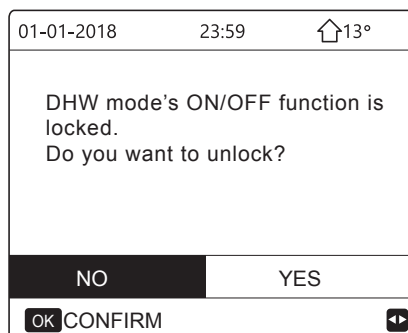 01-01-2018 23:59 13°
DHW mode's ON/OFF function is
locked.
Do you want to unlock?
NO YES
OK CONFIRM